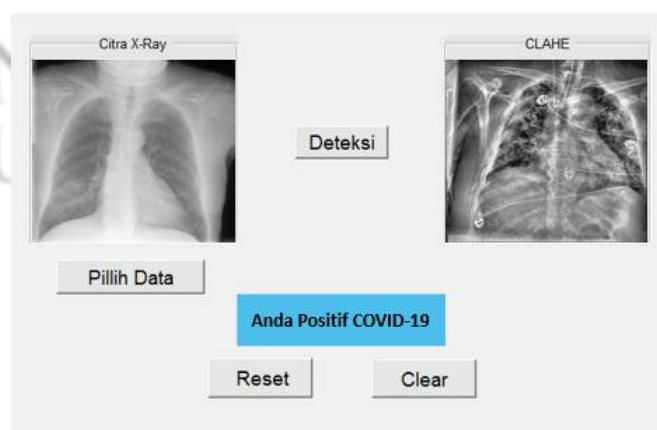 Citra X-Ray
CLAHE
Deteksi
Pillih Data
Anda Positif COVID-19
Reset
Clear